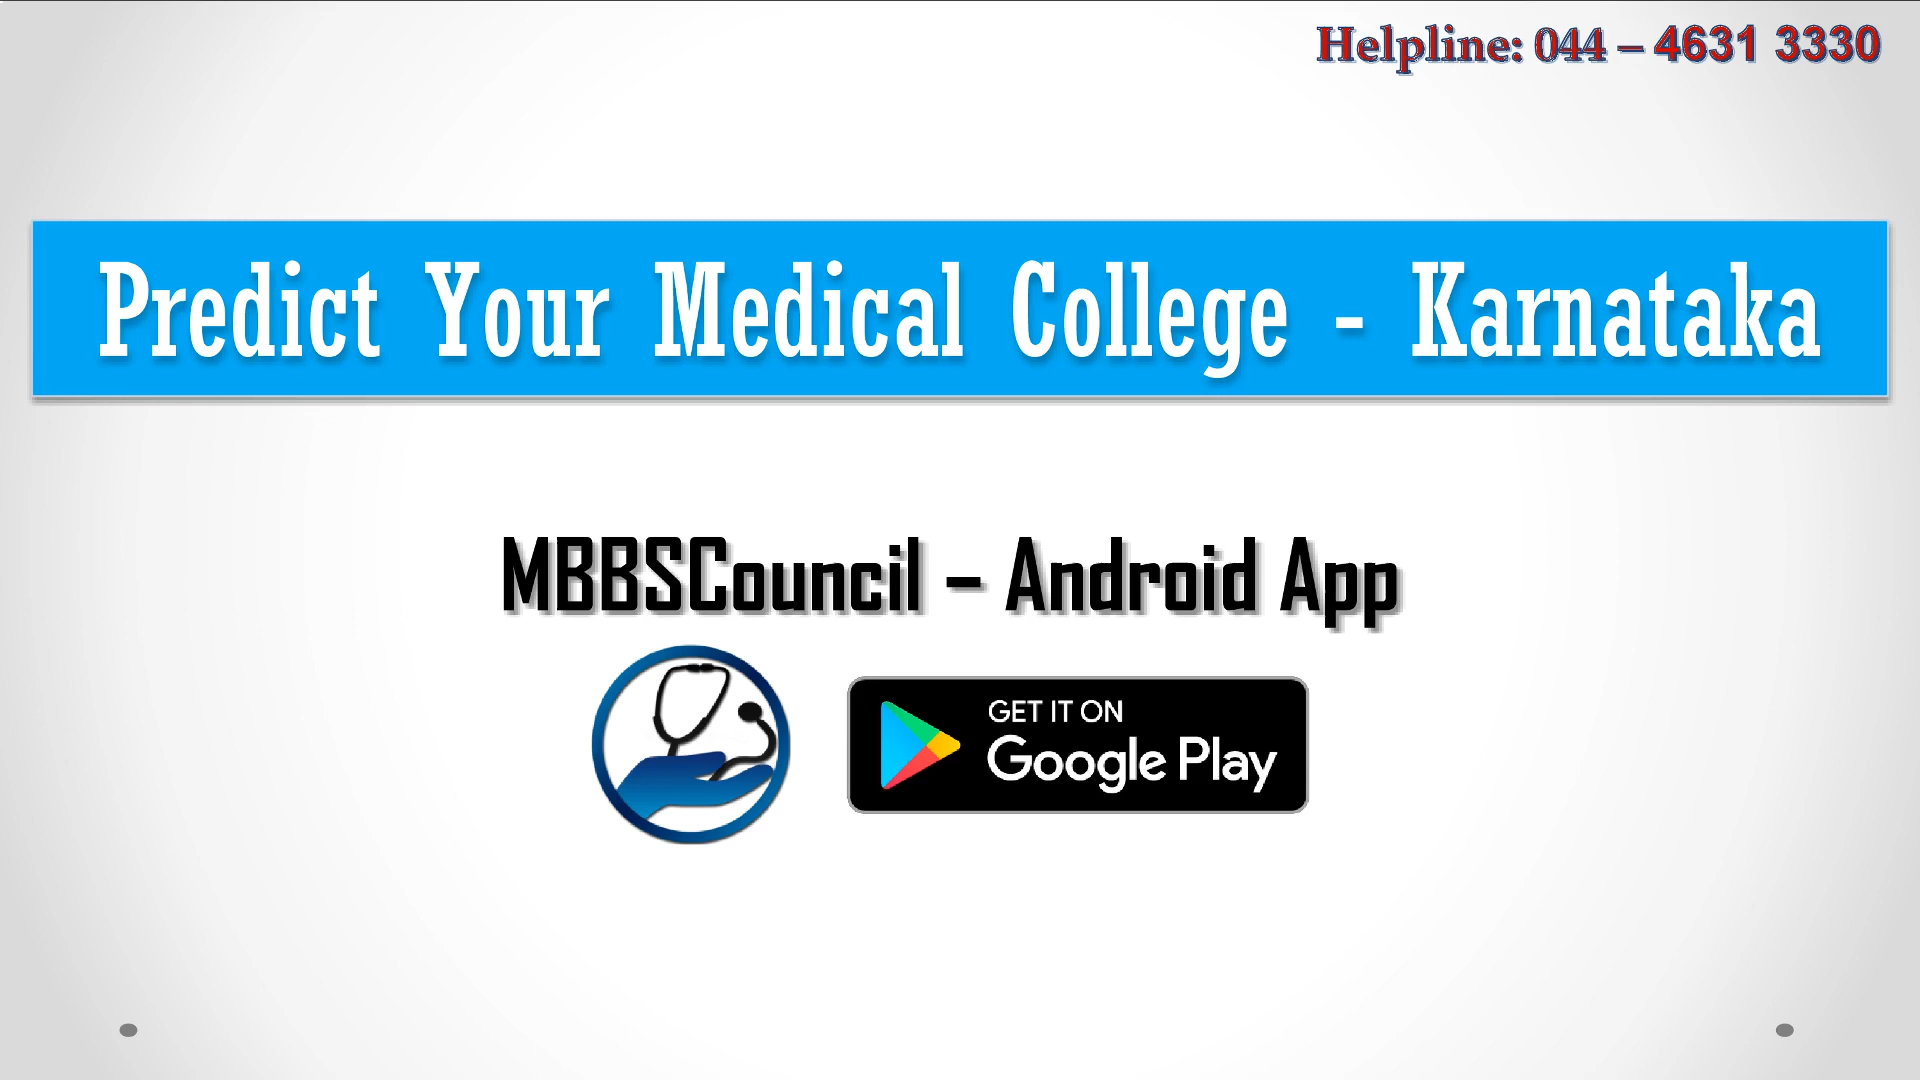 Helpline: 044 – 4631 3330
Predict Your Medical College - Karnataka
MBBSCouncil – Android App
GET IT ON
Google Play